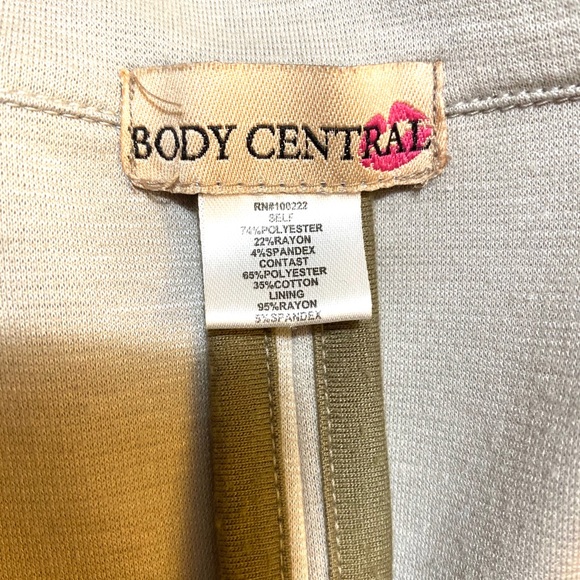 BODY CENTRAL
RN#100222
SELF
74%POLYESTER
22%RAYON
4%SPANDEX
CONTAST
65%POLYESTER
35%COTTON
LINING
95%RAYON
5%SPANDEX